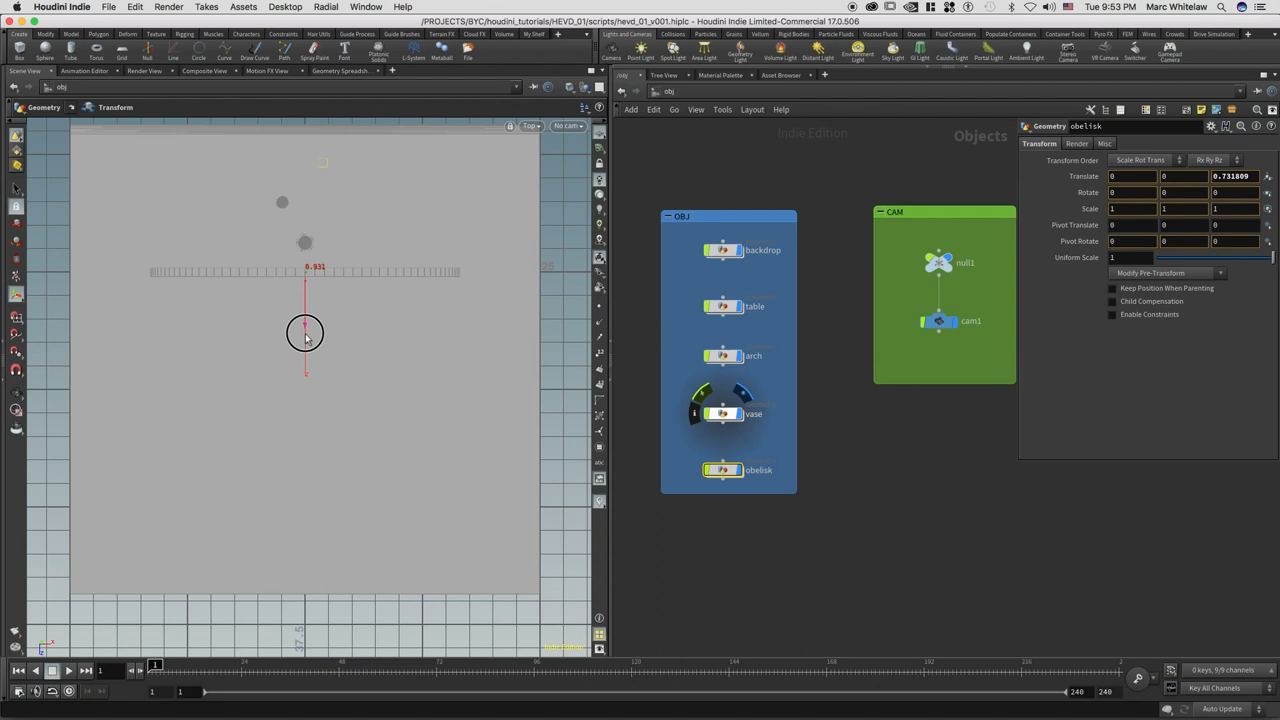 Houdini Indie File Edit Render Takes Assets Desktop Window Help Tue 9:53 PM Marc Whitelaw
/PROJECTS/BYC/houdini_tutorials/HEVD_01/scripts/hevd_01_v001.hiplc - Houdini Indie Limited-Commercial 17.0.506
Create Modify Model Polygon Deform Texture Rigging Muscles Characters Constraints Hair Utils Guide Process Guide Brushes Terrain FX Cloud FX Volume My Shelf Lights and Cameras Collisions Particles Grains Vellum Rigid Bodies Particle Fluids Viscous Fluids Oceans Fluid Containers Populate Containers Container Tools Pyro FX FEM Wires Crowds Drive Simulation
Box Sphere Tube Torus Grid Null Line Circle Curve Draw Curve Path Spray Paint Font Platonic Solids L-System Metaball File Camera Point Light Spot Light Area Light Geometry Light Volume Light Distant Light Environment Light Sky Light GI Light Caustic Light Portal Light Ambient Light Stereo Camera VR Camera Switcher Gamepad Camera
Scene View Animation Editor Render View Composite View Motion FX View Geometry Spreadsh... /obj Tree View Material Palette Asset Browser
obj obj
Geometry Transform
Add Edit Go View Tools Layout Help
Top No cam
Indie Edition Objects
Geometry obelisk
Transform Render Misc
Transform Order Scale Rot Trans Rx Ry Rz
Translate 0 0 0.731809
Rotate 0 0 0
Scale 1 1 1
Pivot Translate 0 0 0
Pivot Rotate 0 0 0
Uniform Scale 1
Modify Pre-Transform
Keep Position When Parenting
Child Compensation
Enable Constraints
OBJ
backdrop
table
arch
vase
obelisk
CAM
null1
cam1
0.931
25
37.5
Indie Edition
abc
1 1 24 48 72 96 120 144 168 192 216 2
0 keys, 9/9 channels
1 1 240 240 Key All Channels
Auto Update